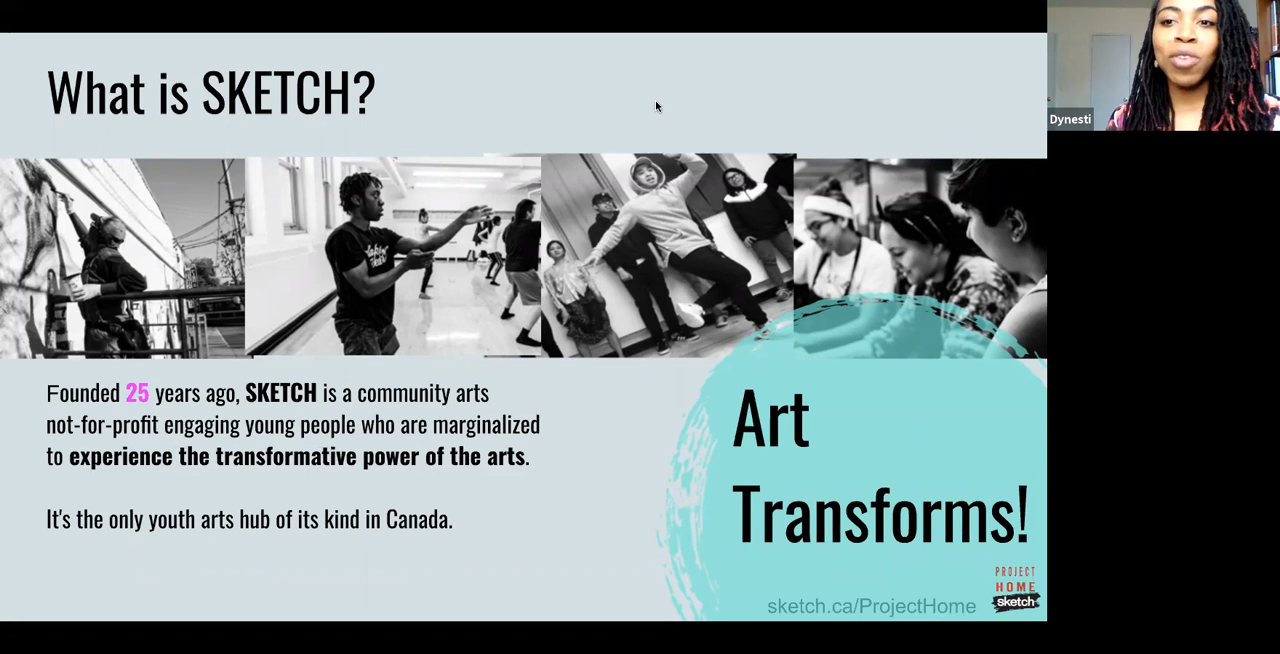 What is SKETCH?
Dynesti
Founded 25 years ago, SKETCH is a community arts
not-for-profit engaging young people who are marginalized
to experience the transformative power of the arts.
It's the only youth arts hub of its kind in Canada.
Art
Transforms!
sketch.ca/ProjectHome
PROJECT
HOME
sketch